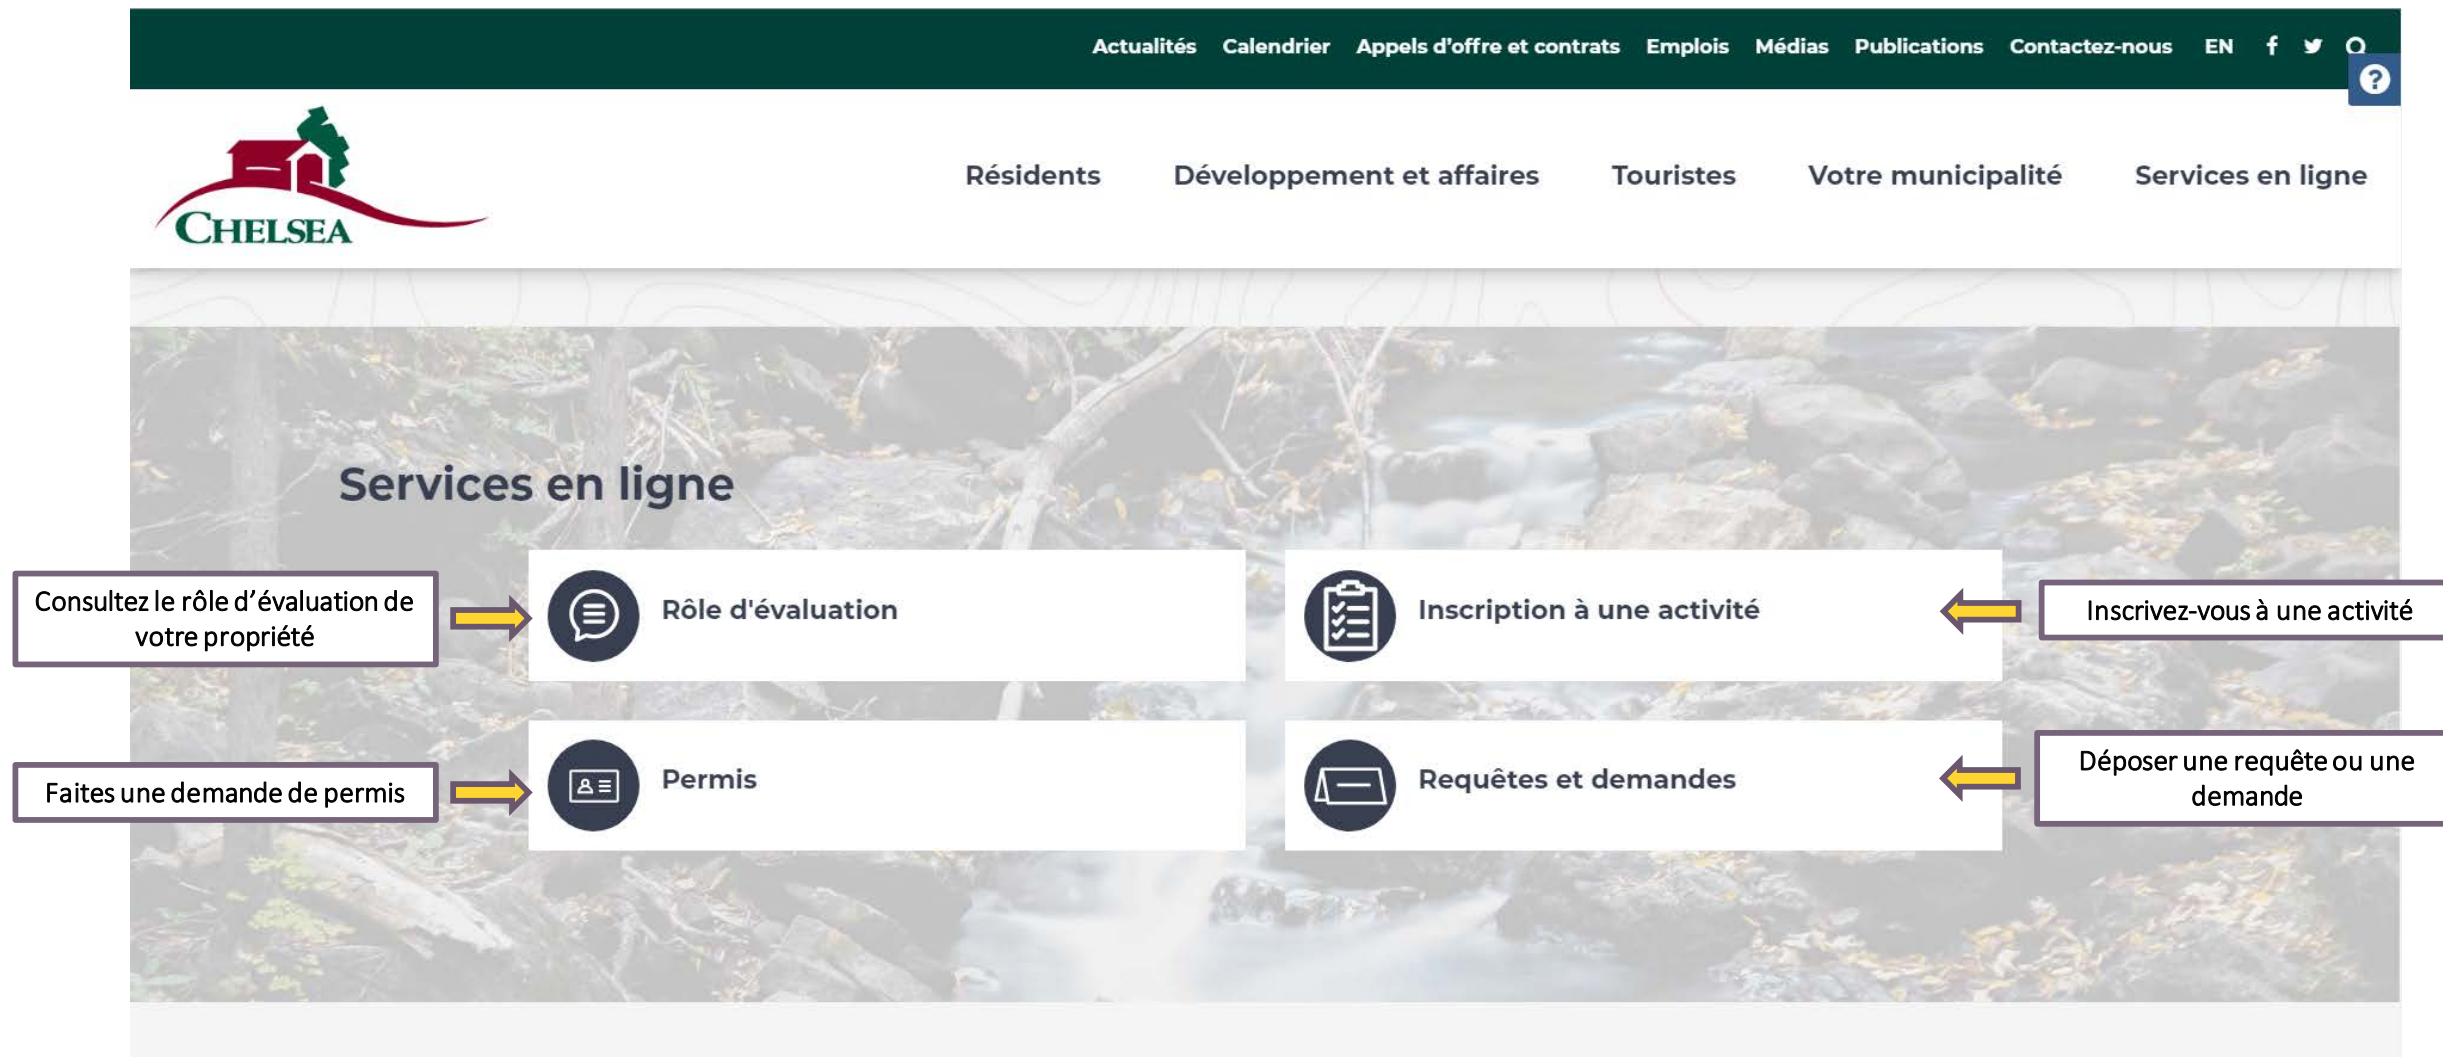 Actualités Calendrier Appels d'offre et contrats Emplois Médias Publications Contactez-nous EN
CHELSEA
Résidents Développement et affaires Touristes Votre municipalité Services en ligne
Services en ligne
Consultez le rôle d'évaluation de
votre propriété
Rôle d'évaluation
Inscription à une activité
Inscrivez-vous à une activité
Faites une demande de permis
Permis
Requêtes et demandes
Déposer une requête ou une
demande